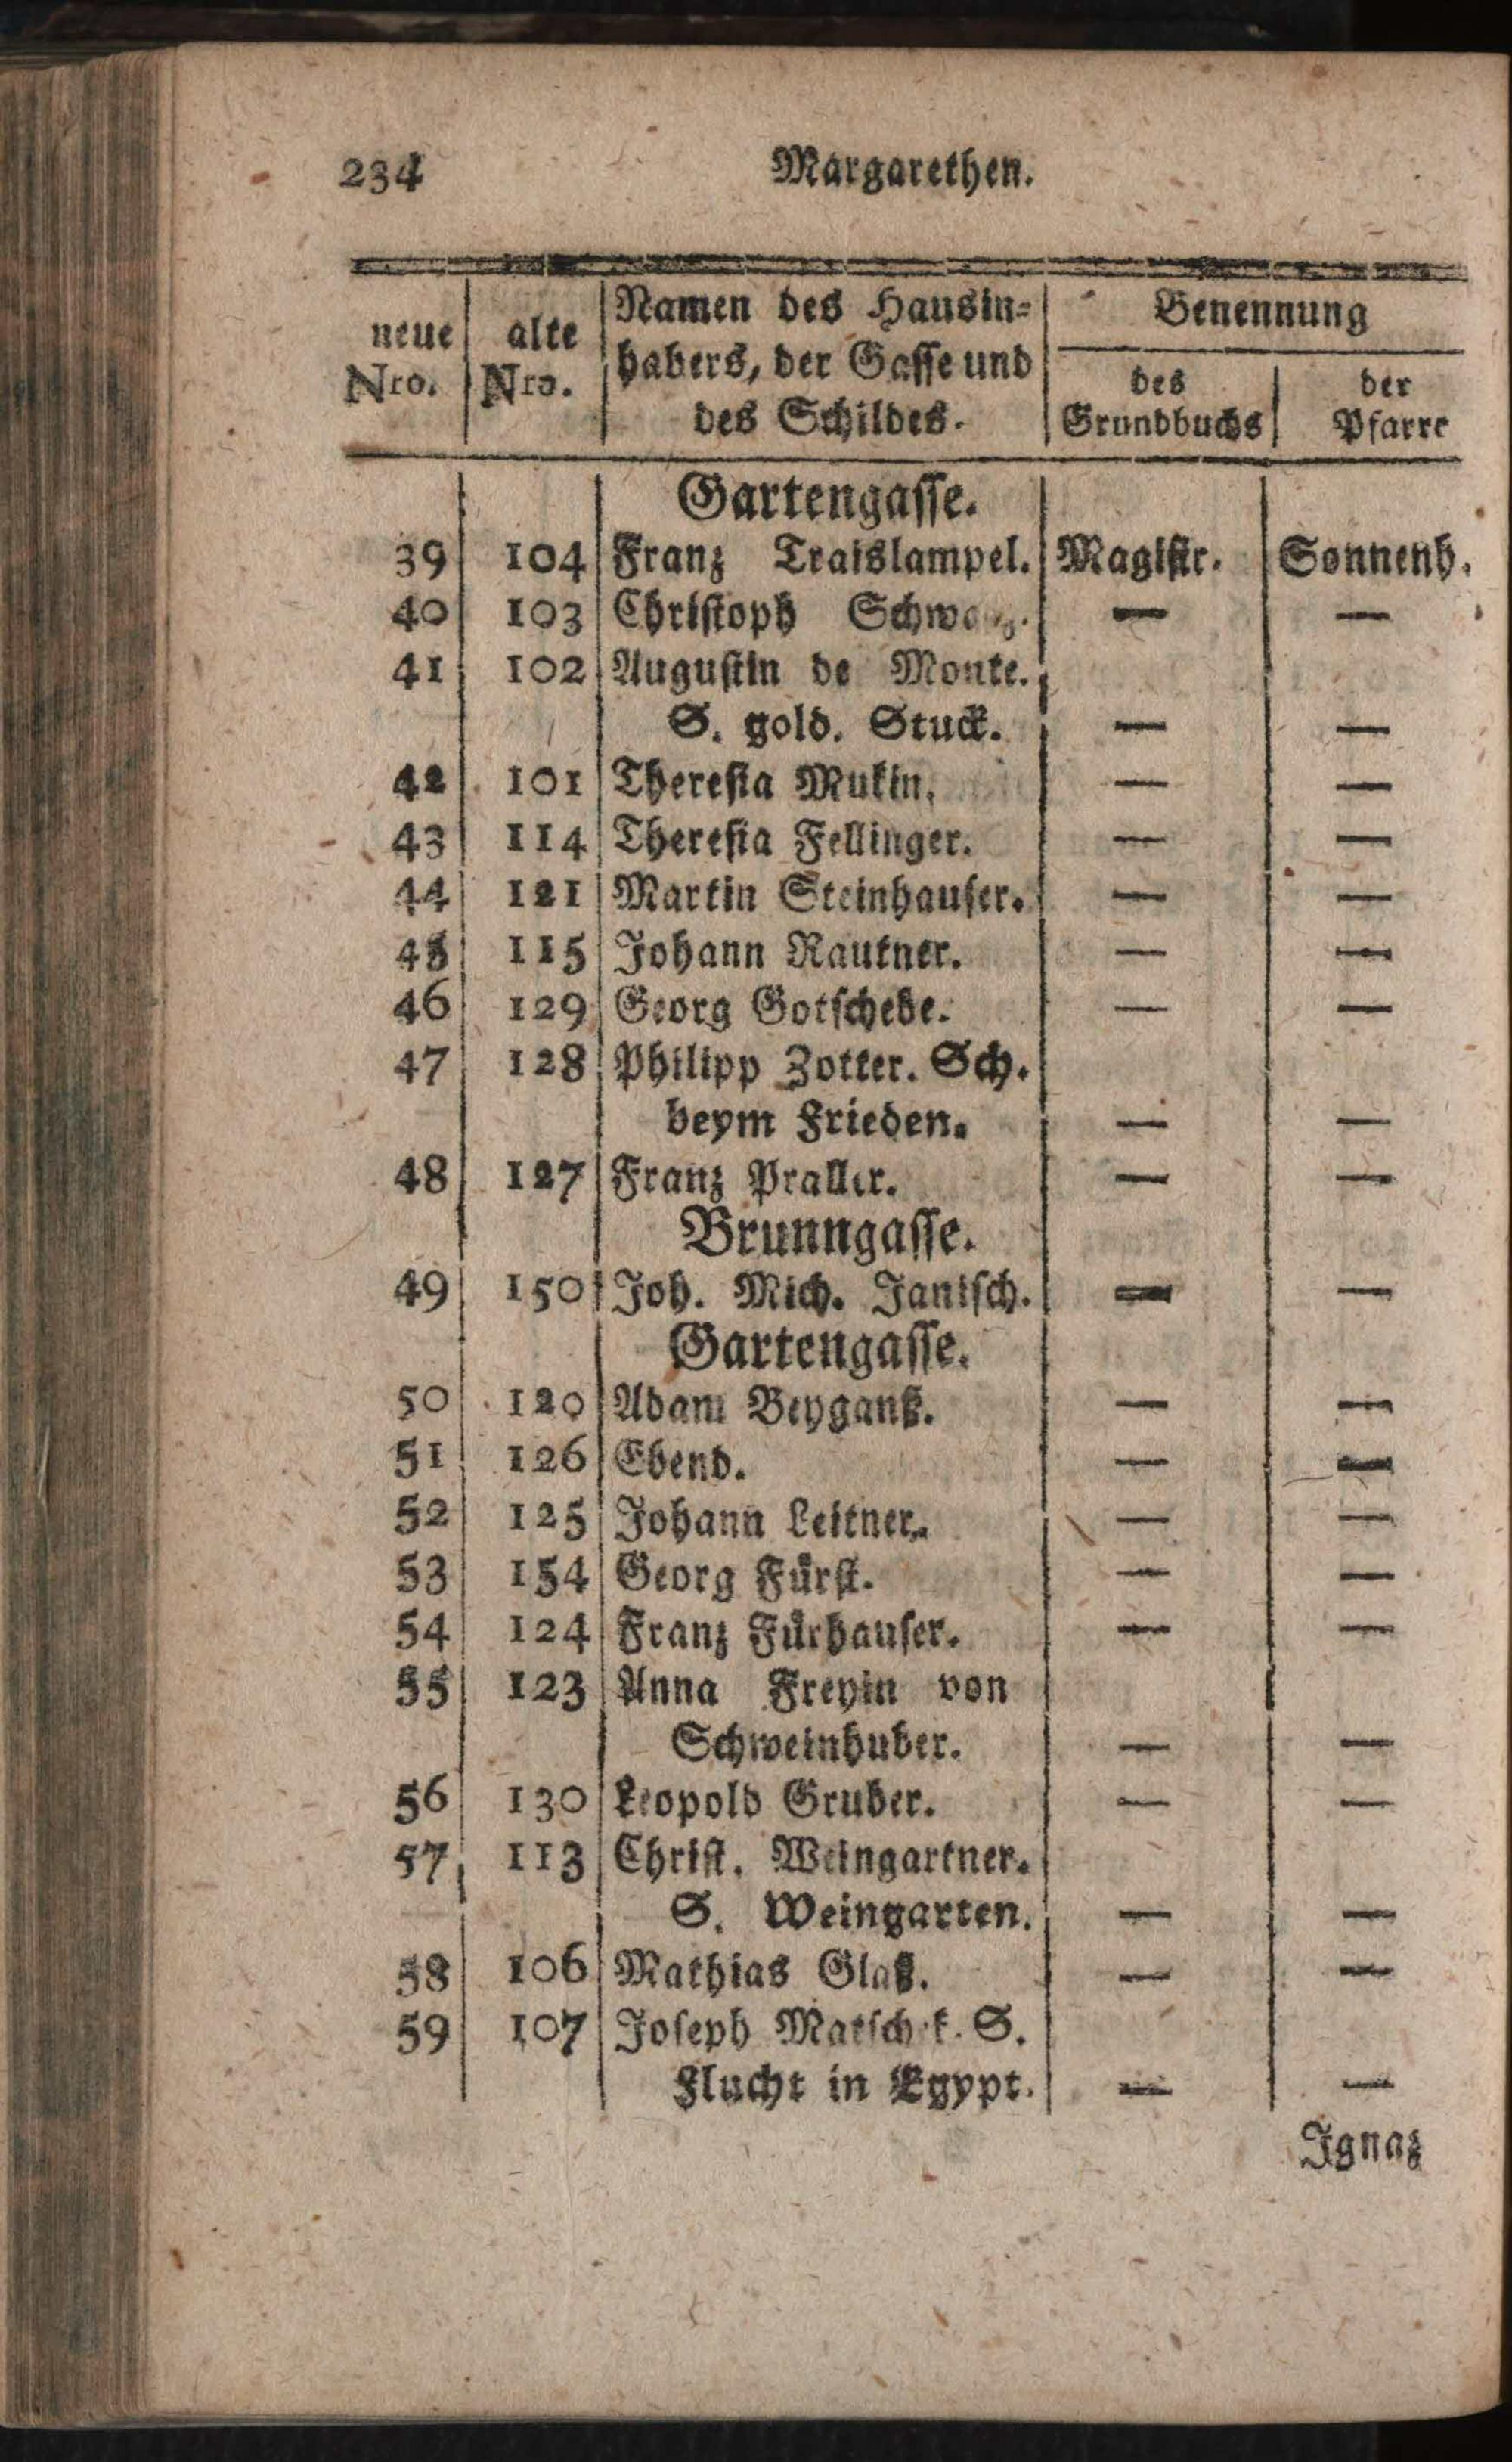 234 Margarethen.
neue Nro. | alte Nro. | Namen des Hausin=
habers, der Gasse und
des Schildes. | Benennung
des Grundbuchs | der Pfarre
Gartengasse.
39 104 Franz Traislampel. Magistr. Sonnenh.
40 103 Christoph — —
41 102 Augustin de Monte.
S. gold. Stuck. — —
42 101 Theresia Mukin. — —
43 114 Theresia Fellinger. — —
44 121 Martin Steinhauser. — —
45 115 Johann Rautner. — —
46 129 Georg Gotschede. — —
47 128 Philipp Zotter. Sch.
beym Frieden. — —
48 127 Franz Praller. — —
Brunngasse.
49 150 Joh. Mich. Janisch. — —
Gartengasse.
50 120 Adam Beyganß. — —
51 126 Ebend. — —
52 125 Johann Leitner. — —
53 154 Georg Fürst. — —
54 124 Franz Fürhauser. — —
55 123 Anna Freyin von
Schweinhuber. — —
56 130 Leopold Gruber. — —
57 113 Christ. Weingartner.
S. Weingarten. — —
58 106 Mathias Glaß. — —
59 107 Joseph S.
Flucht in Egypt. — —
Ignaz